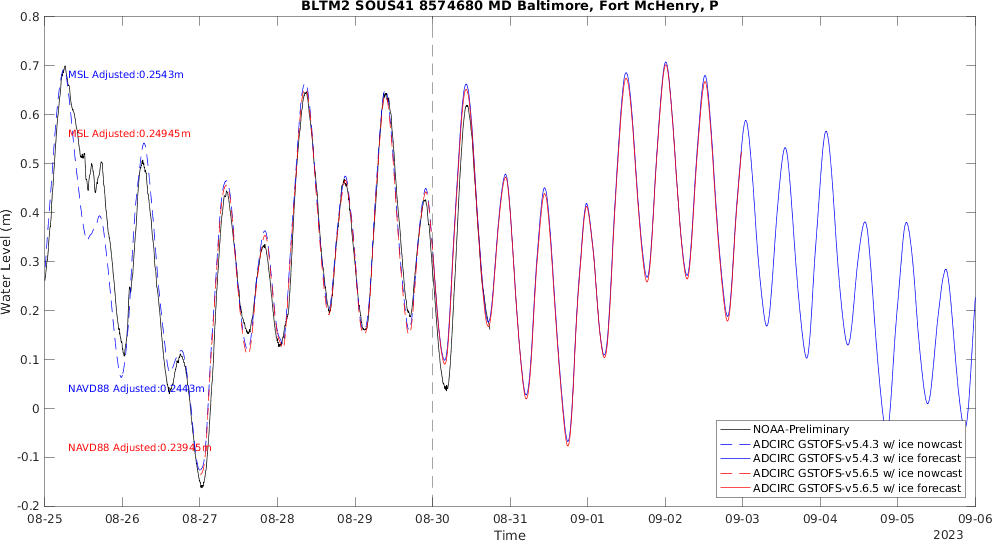 BLTM2 SOUS41 8574680 MD Baltimore, Fort McHenry, P
0.8
0.7
0.6
0.5
0.4
0.3
0.2
0.1
0
-0.1
-0.2
Water Level (m)
MSL Adjusted:0.2543m
MSL Adjusted:0.24945m
NAVD88 Adjusted:0.2443m
NAVD88 Adjusted:0.23945m
NOAA-Preliminary
ADCIRC GSTOFS-v5.4.3 w/ ice nowcast
ADCIRC GSTOFS-v5.4.3 w/ ice forecast
ADCIRC GSTOFS-v5.6.5 w/ ice nowcast
ADCIRC GSTOFS-v5.6.5 w/ ice forecast
08-25 08-26 08-27 08-28 08-29 08-30 08-31 09-01 09-02 09-03 09-04 09-05 09-06
Time
2023